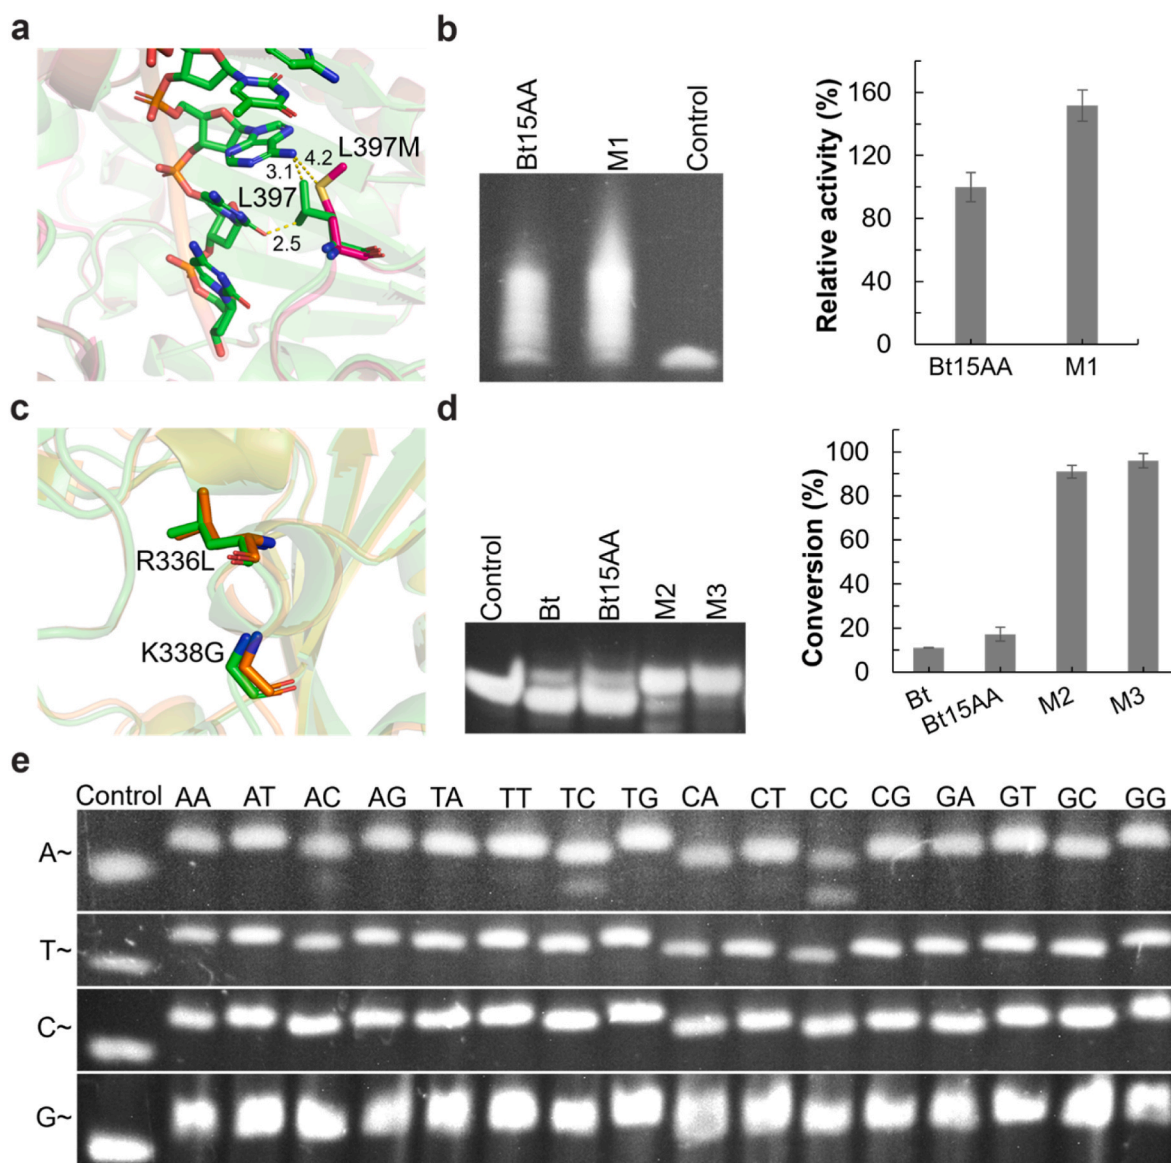 a
L397M
4.2
3.1
L397
2.5
b
Bt15AA
M1
Control
Relative activity (%)
160
120
80
40
0
Bt15AA
M1
c
R336L
K338G
d
Control
Bt
Bt15AA
M2
M3
Conversion (%)
100
80
60
40
20
0
Bt
Bt15AA
M2
M3
e
Control AA AT AC AG TA TT TC TG CA CT CC CG GA GT GC GG
A~
T~
C~
G~